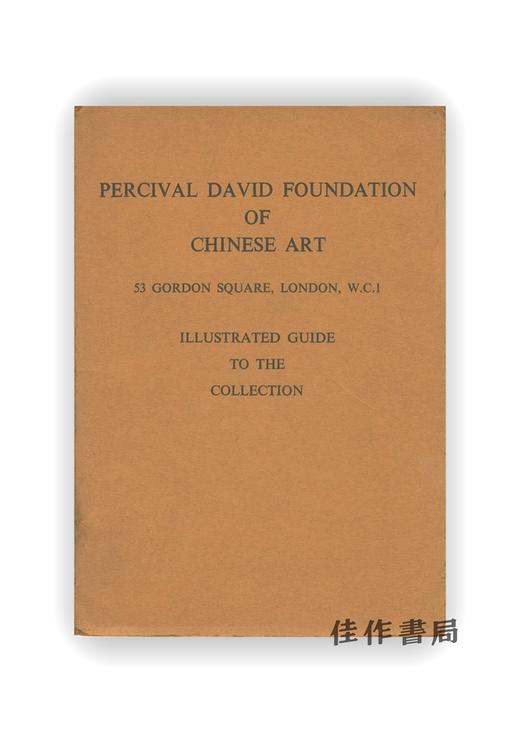 PERCIVAL DAVID FOUNDATION
OF
CHINESE ART
53 GORDON SQUARE, LONDON, W.C.1
ILLUSTRATED GUIDE
TO THE
COLLECTION
佳作書局